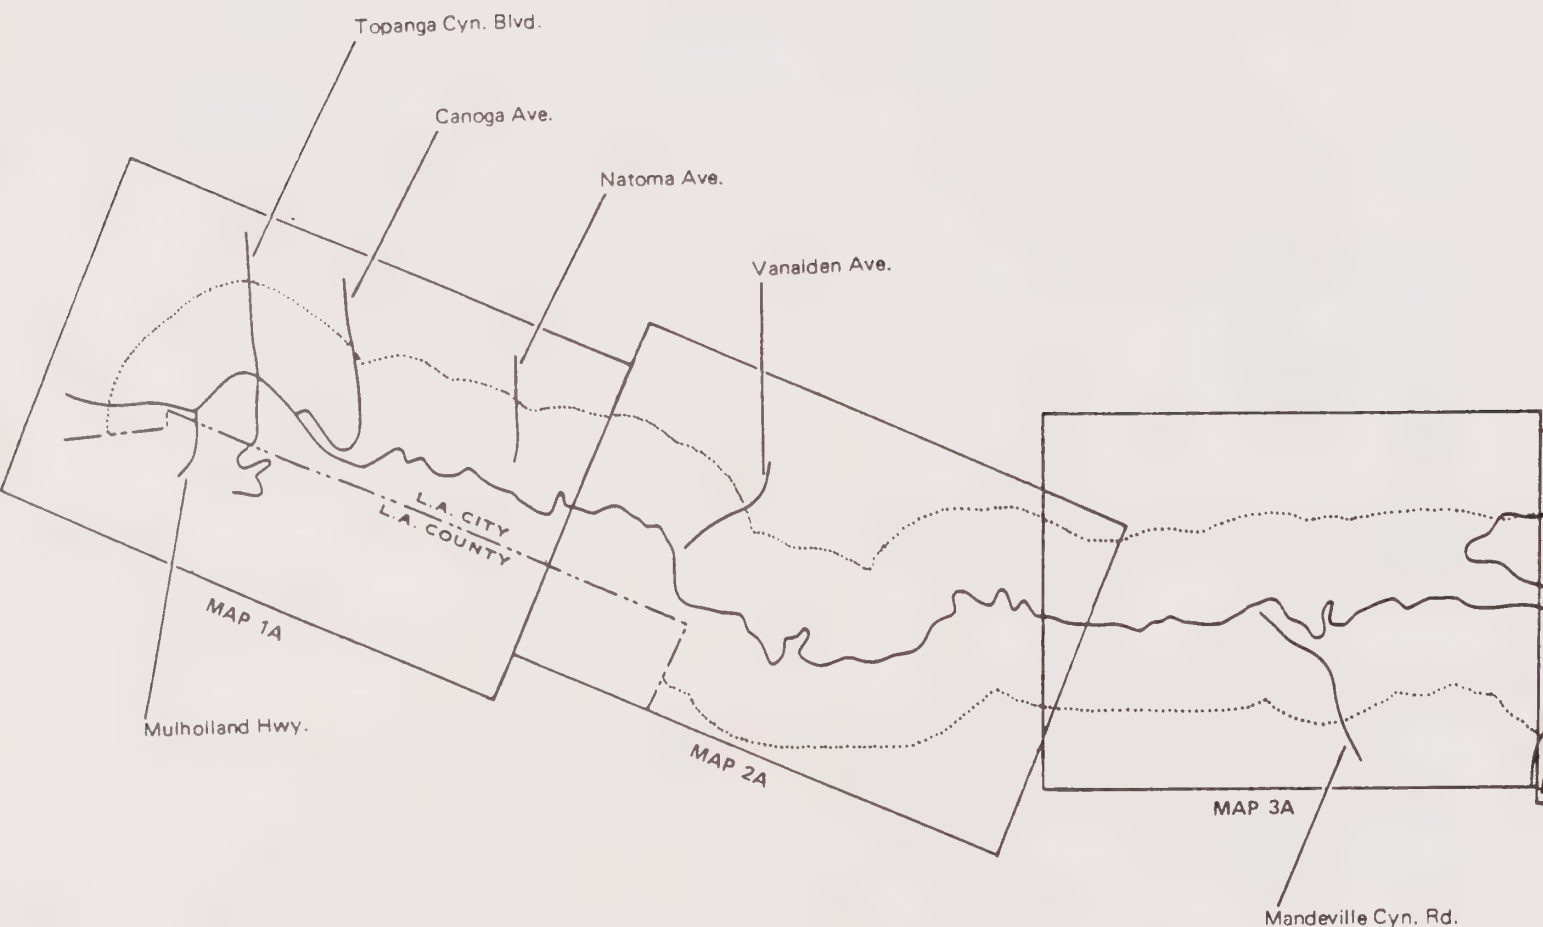 Topanga Cyn. Blvd.
Canoga Ave.
Natoma Ave.
Vanalden Ave.
L.A. CITY
L.A. COUNTY
MAP 1A
Mulholland Hwy.
MAP 2A
MAP 3A
Mandeville Cyn. Rd.